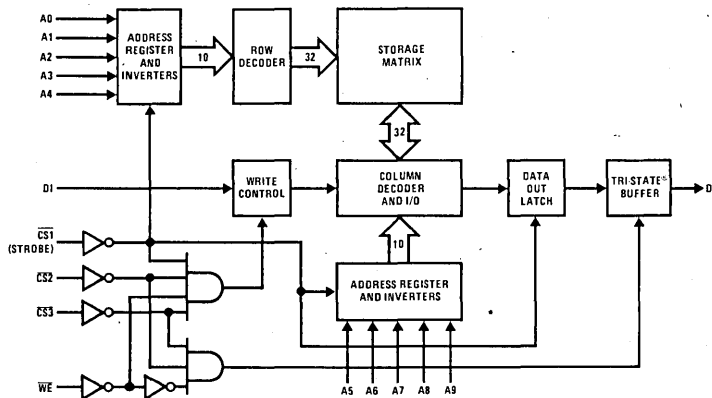 A0
A1
A2
A3
A4
ADDRESS
REGISTER
AND
INVERTERS
10
ROW
DECODER
32
STORAGE
MATRIX
32
DI
WRITE
CONTROL
COLUMN
DECODER
AND I/O
DATA
OUT
LATCH
TRI-STATE®
BUFFER
D
CS1
(STROBE)
10
CS2
ADDRESS REGISTER
AND INVERTERS
CS3
WE
A5
A6
A7
A8
A9